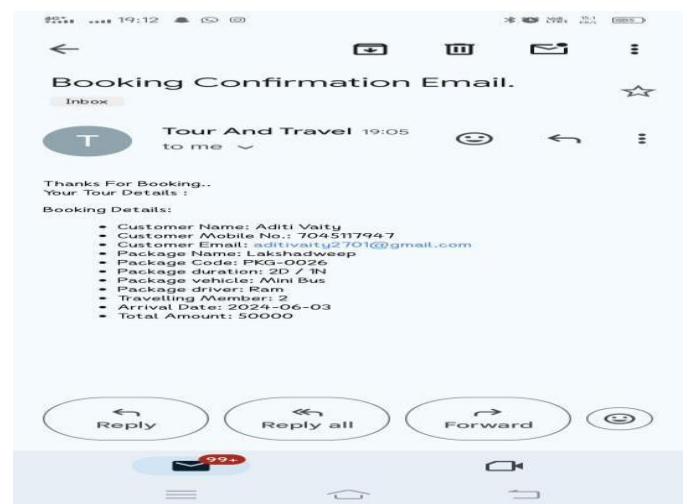 19:12
Booking Confirmation Email.
Inbox
T
Tour And Travel 19:05
to me
Thanks For Booking..
Your Tour Details :
Booking Details:
Customer Name: Aditi Vaity
Customer Mobile No.: 7045117947
Customer Email: aditivaity2701@gmail.com
Package Name: Lakshadweep
Package Code: PKG-0026
Package duration: 2D / 1N
Package vehicle: Mini Bus
Package driver: Ram
Travelling Member: 2
Arrival Date: 2024-06-03
Total Amount: 50000
Reply
Reply all
Forward
99+